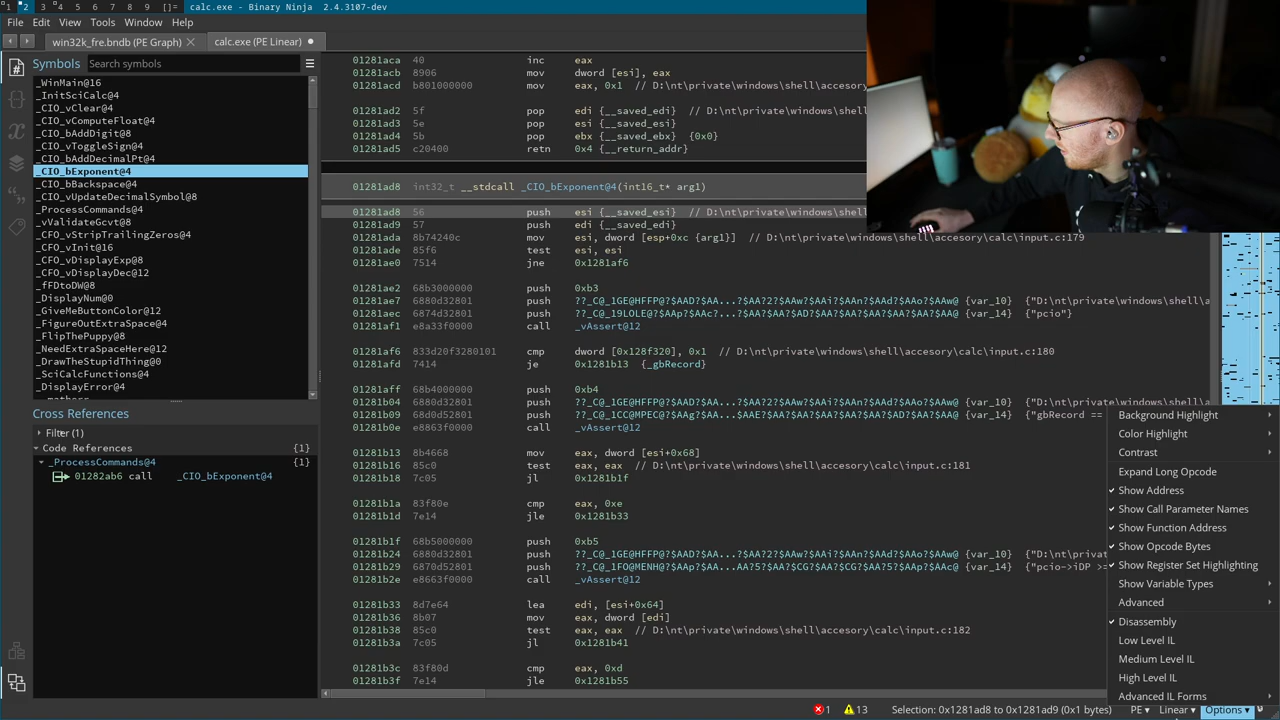 1 2 3 4 5 6 7 8 9 []= calc.exe - Binary Ninja 2.4.3107-dev
File Edit View Tools Window Help
win32k_fre.bndb (PE Graph) calc.exe (PE Linear)
Symbols Search symbols
_WinMain@16
_InitSciCalc@4
_CIO_vClear@4
_CIO_vComputeFloat@4
_CIO_bAddDigit@8
_CIO_vToggleSign@4
_CIO_bAddDecimalPt@4
_CIO_bExponent@4
_CIO_bBackspace@4
_CIO_vUpdateDecimalSymbol@8
_ProcessCommands@4
_vValidateGcvt@8
_CFO_vStripTrailingZeros@4
_CFO_vInit@16
_CFO_vDisplayExp@8
_CFO_vDisplayDec@12
_fFDtoDW@8
_DisplayNum@0
_GiveMeButtonColor@12
_FigureOutExtraSpace@4
_FlipThePuppy@8
_NeedExtraSpaceHere@12
_DrawTheStupidThing@0
_SciCalcFunctions@4
_DisplayError@4
Cross References
Filter (1)
Code References {1}
_ProcessCommands@4 {1}
01282ab6 call _CIO_bExponent@4
01281aca 40 inc eax
01281acb 8906 mov dword [esi], eax
01281acd b801000000 mov eax, 0x1 // D:\nt\private\windows\shell\accesory
01281ad2 5f pop edi {__saved_edi} // D:\nt\private\windows\she
01281ad4 5e pop esi {__saved_esi}
01281ad4 5b pop ebx {__saved_ebx} {0x0}
01281ad5 c20400 retn 0x4 {__return_addr}
01281ad8 int32_t __stdcall _CIO_bExponent@4(int16_t* arg1)
01281ad8 56 push esi {__saved_esi} // D:\nt\private\windows\shell
01281ad9 57 push edi {__saved_edi}
01281ada 8b74240c mov esi, dword [esp+0xc {arg1}] // D:\nt\private\windows\shell\accesory\calc\input.c:179
01281ade 85f6 test esi, esi
01281ae0 7514 jne 0x1281af6
01281ae2 68b3000000 push 0xb3
01281ae7 6880d32801 push ??_C@_1GE@HFFP@?$AAD?$AA...?$AA?2?$AAw?$AAi?$AAn?$AAd?$AAo?$AAw@ {var_10} {"D:\nt\private\windows\shell\a
01281aec 6874d32801 push ??_C@_19LOLE@?$AAp?$AAc?...?$AA?$AA?$AAD?$AA?$AA?$AA?$AAi?$AA?$AA@ {var_14} {"pcio"}
01281af1 e8a33f0000 call _vAssert@12
01281af6 833d20f3280101 cmp dword [0x128f320], 0x1 // D:\nt\private\windows\shell\accesory\calc\input.c:180
01281afd 7414 je 0x1281b13 {_gbRecord}
01281aff 68b4000000 push 0xb4
01281b04 6880d32801 push ??_C@_1GE@HFFP@?$AAD?$AA...?$AA?2?$AAw?$AAi?$AAn?$AAd?$AAo?$AAw@ {var_10} {"D:\nt\private\windows\shell\a
01281b09 68d0d52801 push ??_C@_1CC@MPEC@?$AAg?$AA...$AAE?$AA?$AA?$AA?$AA?$AA?$AAD?$AA?$AA@ {var_14} {"gbRecord ==
01281b0e e8863f0000 call _vAssert@12
01281b13 8b4668 mov eax, dword [esi+0x68]
01281b16 85c0 test eax, eax // D:\nt\private\windows\shell\accesory\calc\input.c:181
01281b18 7c05 jl 0x1281b1f
01281b1a 83f80e cmp eax, 0xe
01281b1d 7e14 jle 0x1281b33
01281b1f 68b5000000 push 0xb5
01281b24 6880d32801 push ??_C@_1GE@HFFP@?$AAD?$AA...?$AA?2?$AAw?$AAi?$AAn?$AAd?$AAo?$AAw@ {var_10} {"D:\nt\privat
01281b29 6870d52801 push ??_C@_1FO@MENH@?$AAp?$AAc...AA?5?$AA?$CG?$AA?$CG?$AA?5?$AAp?$AAc@ {var_14} {"pcio->iDP >=
01281b2e e8663f0000 call _vAssert@12
01281b33 8d7e64 lea edi, [esi+0x64]
01281b36 8b07 mov eax, dword [edi]
01281b38 85c0 test eax, eax // D:\nt\private\windows\shell\accesory\calc\input.c:182
01281b3a 7c05 jl 0x1281b41
01281b3c 83f80d cmp eax, 0xd
01281b3f 7e14 jle 0x1281b55
Background Highlight
Color Highlight
Contrast
Expand Long Opcode
Show Address
Show Call Parameter Names
Show Function Address
Show Opcode Bytes
Show Register Set Highlighting
Show Variable Types
Advanced
Disassembly
Low Level IL
Medium Level IL
High Level IL
Advanced IL Forms
1 13 Selection: 0x1281ad8 to 0x1281ad9 (0x1 bytes) PE Linear Options